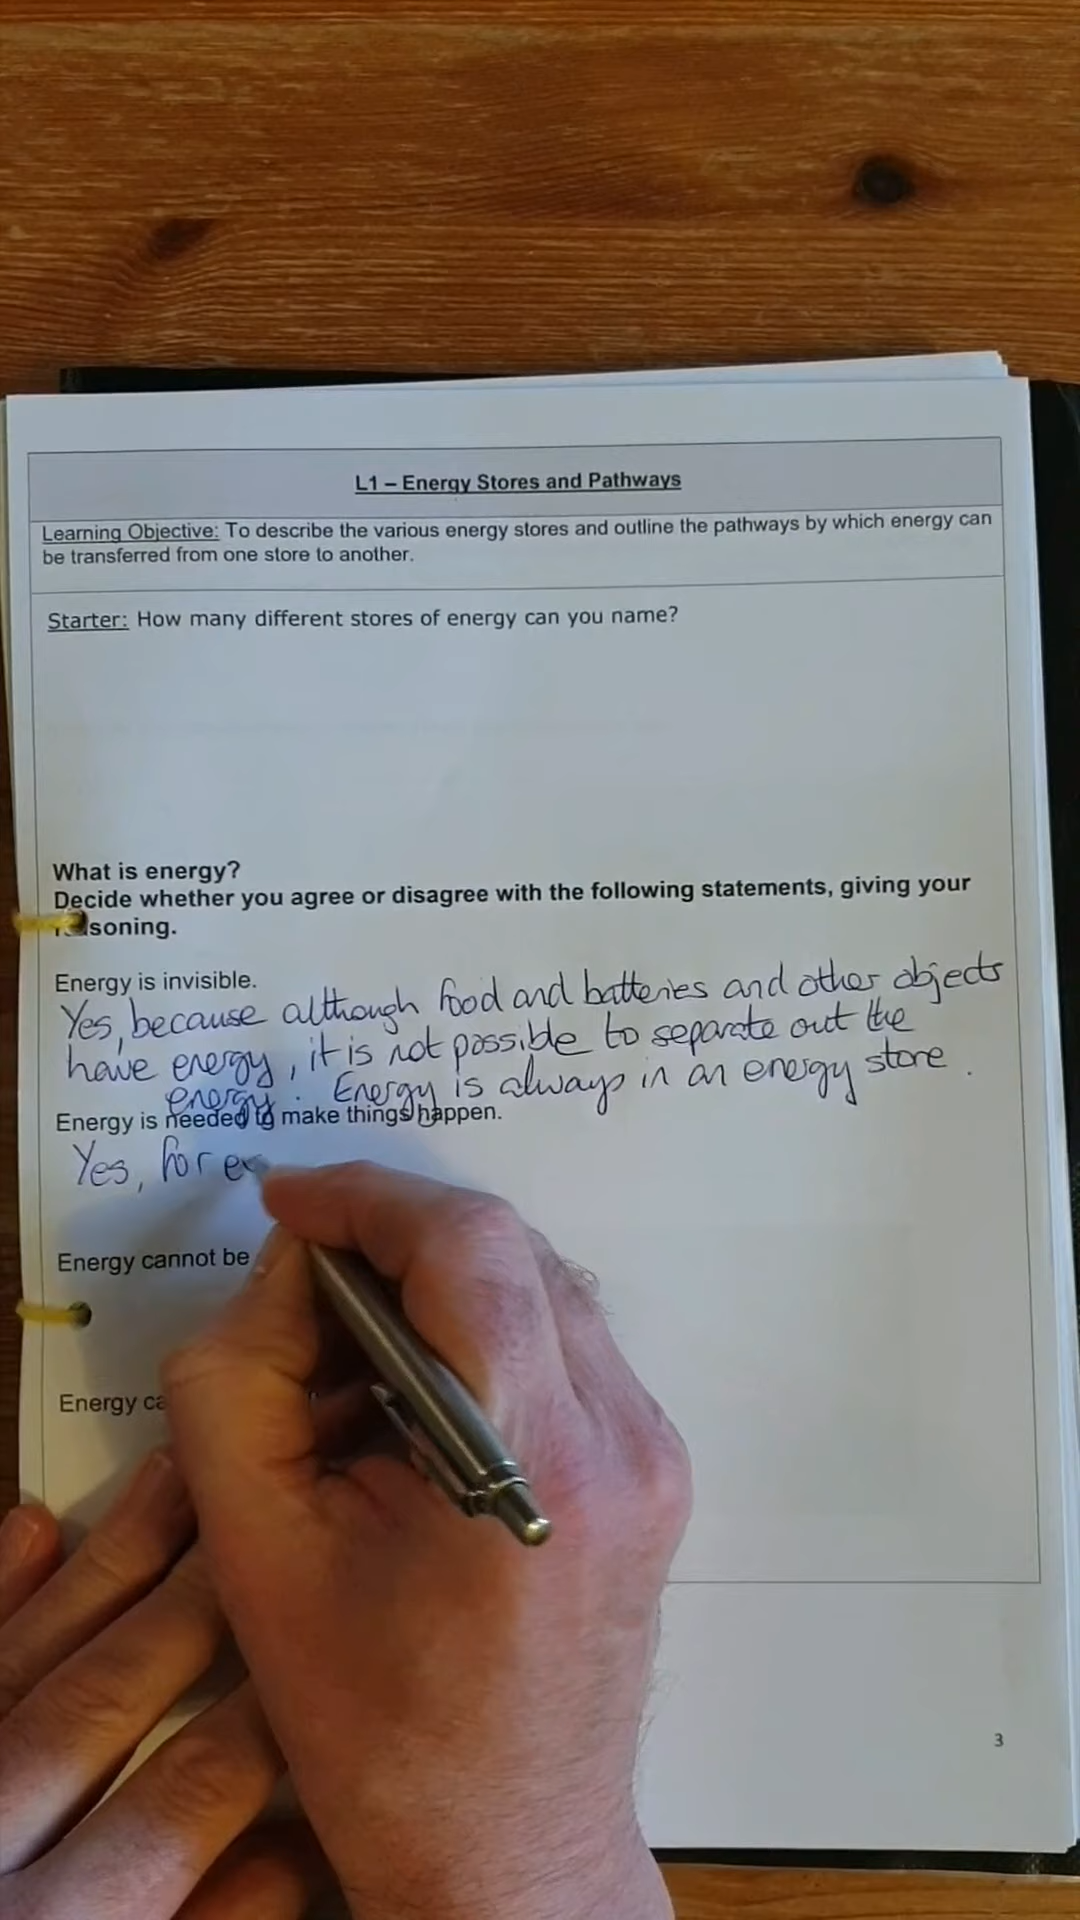 L1 – Energy Stores and Pathways
Learning Objective: To describe the various energy stores and outline the pathways by which energy can
be transferred from one store to another.
Starter: How many different stores of energy can you name?
What is energy?
Decide whether you agree or disagree with the following statements, giving your
reasoning.
Energy is invisible.
Yes, because although food and batteries and other objects
have energy, it is not possible to separate out the
energy. Energy is always in an energy store.
Energy is needed to make things happen.
Yes, for
Energy cannot be
Energy
3